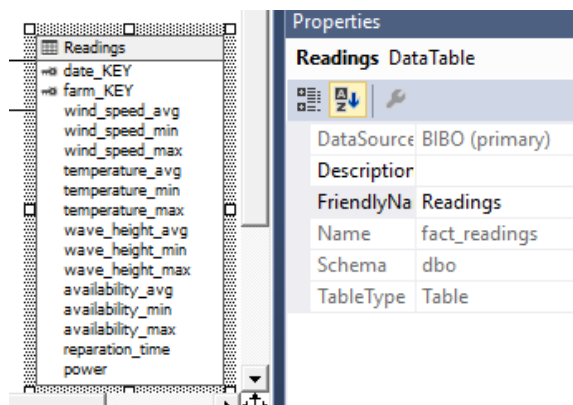 Readings
date_KEY
farm_KEY
wind_speed_avg
wind_speed_min
wind_speed_max
temperature_avg
temperature_min
temperature_max
wave_height_avg
wave_height_min
wave_height_max
availability_avg
availability_min
availability_max
reparation_time
power
Properties
Readings DataTable
A
Z
DataSource BIBO (primary)
Description
FriendlyNa Readings
Name fact_readings
Schema dbo
TableType Table